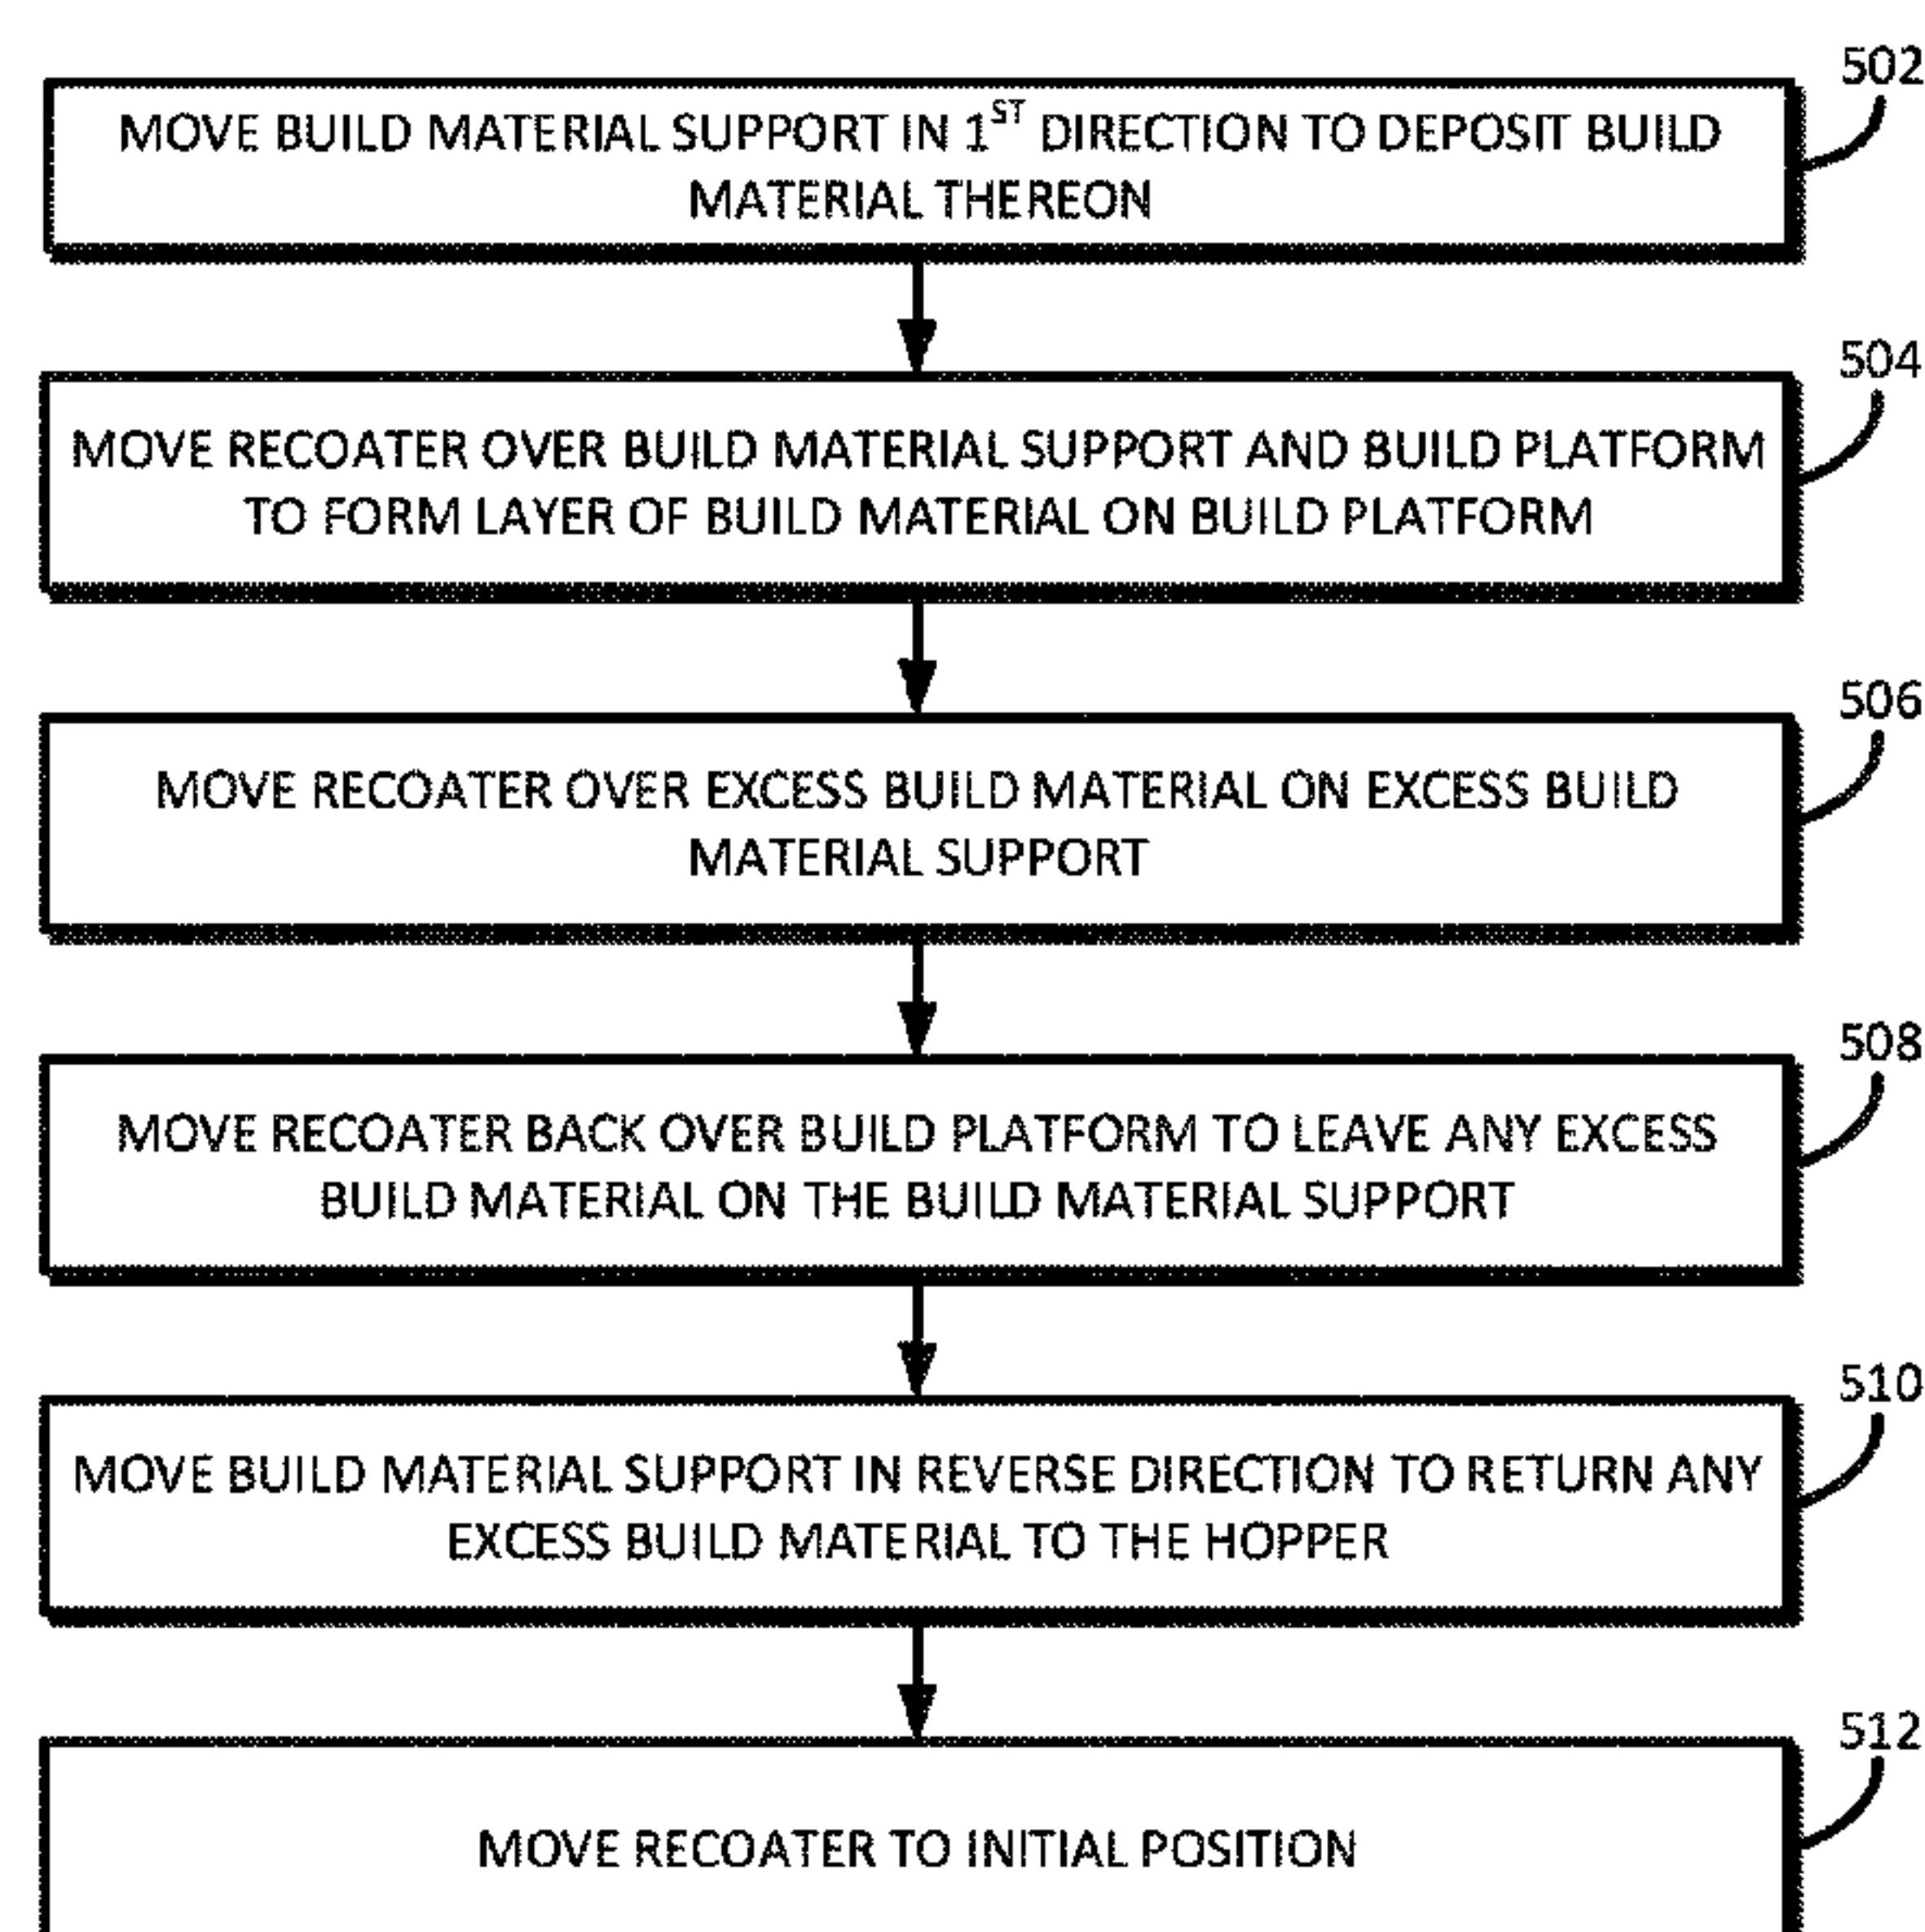 502
MOVE BUILD MATERIAL SUPPORT IN 1ST DIRECTION TO DEPOSIT BUILD
MATERIAL THEREON
504
MOVE RECOATER OVER BUILD MATERIAL SUPPORT AND BUILD PLATFORM
TO FORM LAYER OF BUILD MATERIAL ON BUILD PLATFORM
506
MOVE RECOATER OVER EXCESS BUILD MATERIAL ON EXCESS BUILD
MATERIAL SUPPORT
508
MOVE RECOATER BACK OVER BUILD PLATFORM TO LEAVE ANY EXCESS
BUILD MATERIAL ON THE BUILD MATERIAL SUPPORT
510
MOVE BUILD MATERIAL SUPPORT IN REVERSE DIRECTION TO RETURN ANY
EXCESS BUILD MATERIAL TO THE HOPPER
512
MOVE RECOATER TO INITIAL POSITION